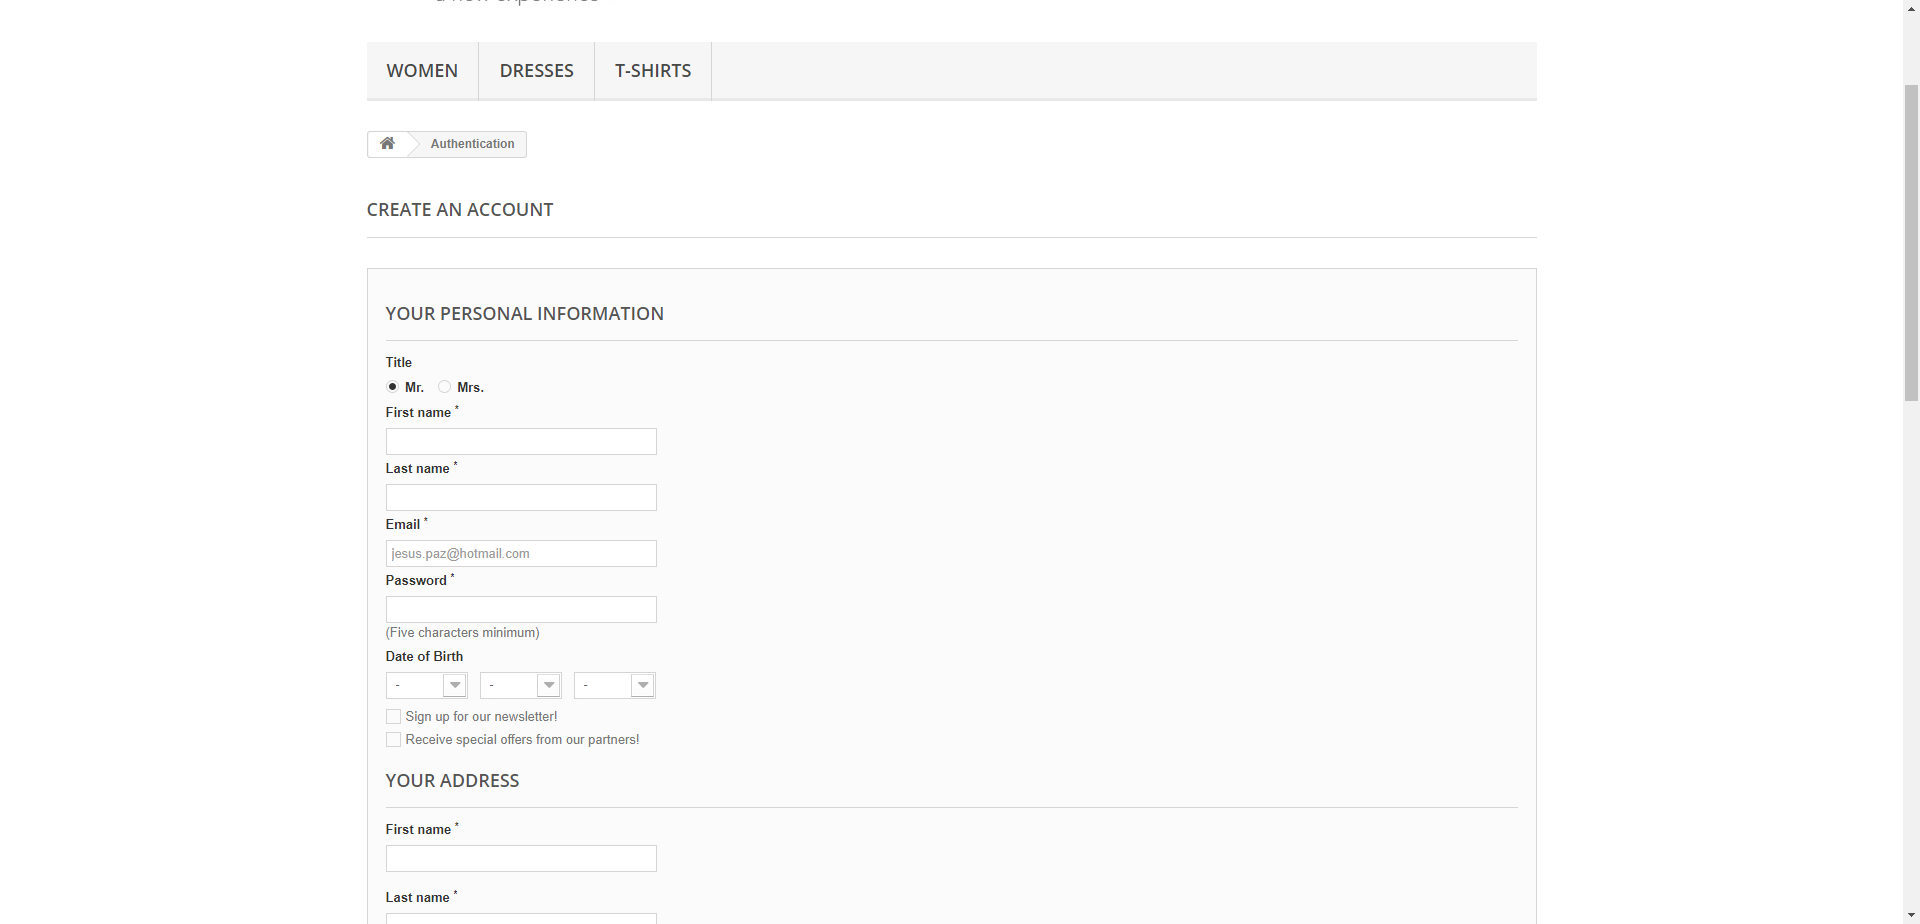 a new experience
WOMEN DRESSES T-SHIRTS
Authentication
CREATE AN ACCOUNT
YOUR PERSONAL INFORMATION
Title
Mr. Mrs.
First name *
Last name *
Email *
jesus.paz@hotmail.com
Password *
(Five characters minimum)
Date of Birth
- - -
Sign up for our newsletter!
Receive special offers from our partners!
YOUR ADDRESS
First name *
Last name *